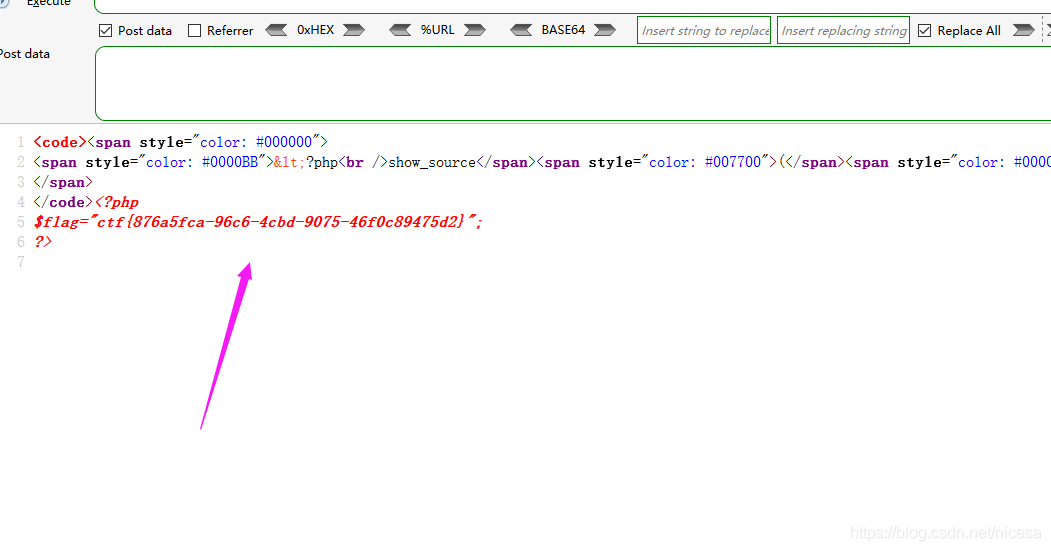 Execute
Post data Referrer 0xHEX %URL BASE64 Insert string to replace Insert replacing string Replace All
Post data
1 <code><span style="color: #000000">
2 <span style="color: #0000BB">&lt;?php<br />show_source</span><span style="color: #007700">(</span><span style="color: #0000
3 </span>
4 </code><?php
5 $flag="ctf{876a5fca-96c6-4cbd-9075-46f0c89475d2}";
6 ?>
7
https://blog.csdn.net/nicesa